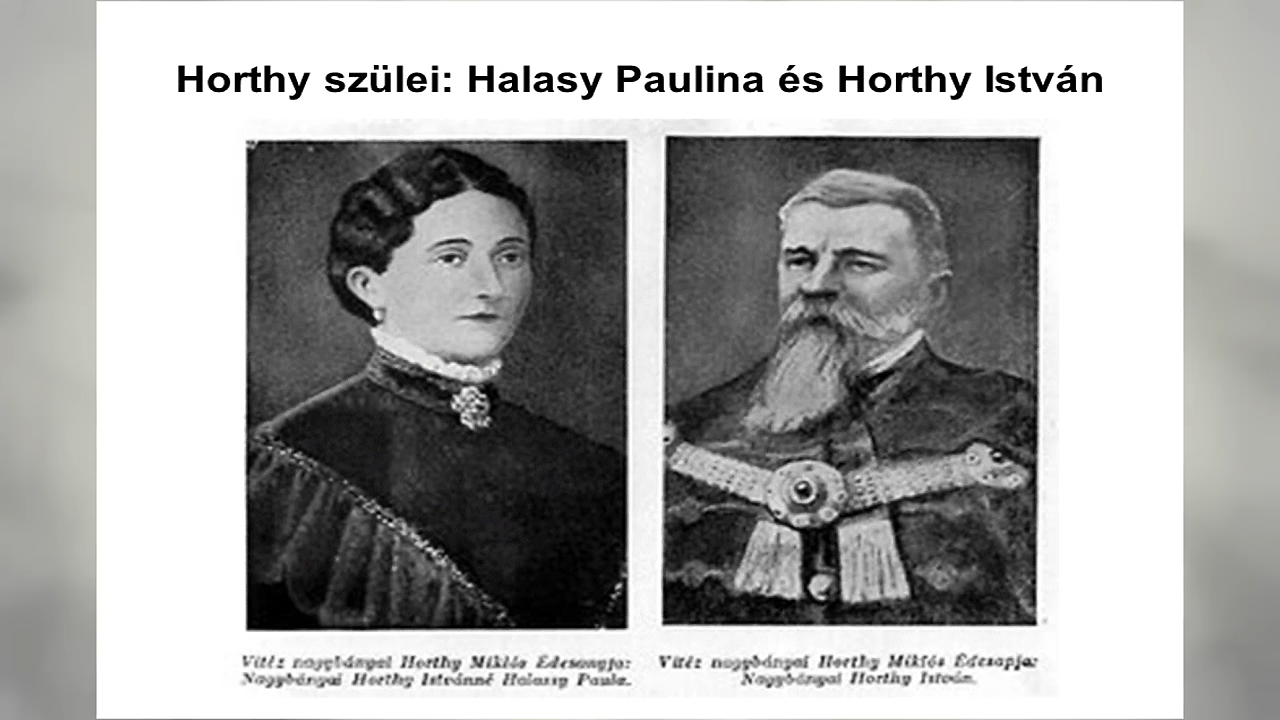 Horthy szülei: Halasy Paulina és Horthy István
Vitéz nagybányai Horthy Miklós Édesanyja:
Nagybányai Horthy Istvánné Halassy Paula.
Vitéz nagybányai Horthy Miklós Édesapja:
Nagybányai Horthy István.